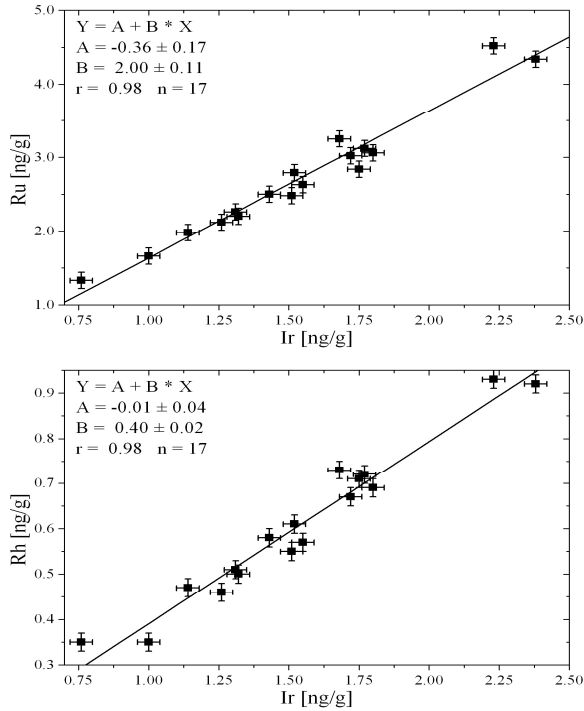 5.0
4.0
3.0
2.0
1.0
Ru [ng/g]
Y = A + B * X
A = -0.36 ± 0.17
B = 2.00 ± 0.11
r = 0.98 n = 17
0.75 1.00 1.25 1.50 1.75 2.00 2.25 2.50
Ir [ng/g]
0.9
0.8
0.7
0.6
0.5
0.4
0.3
Rh [ng/g]
Y = A + B * X
A = -0.01 ± 0.04
B = 0.40 ± 0.02
r = 0.98 n = 17
0.75 1.00 1.25 1.50 1.75 2.00 2.25 2.50
Ir [ng/g]